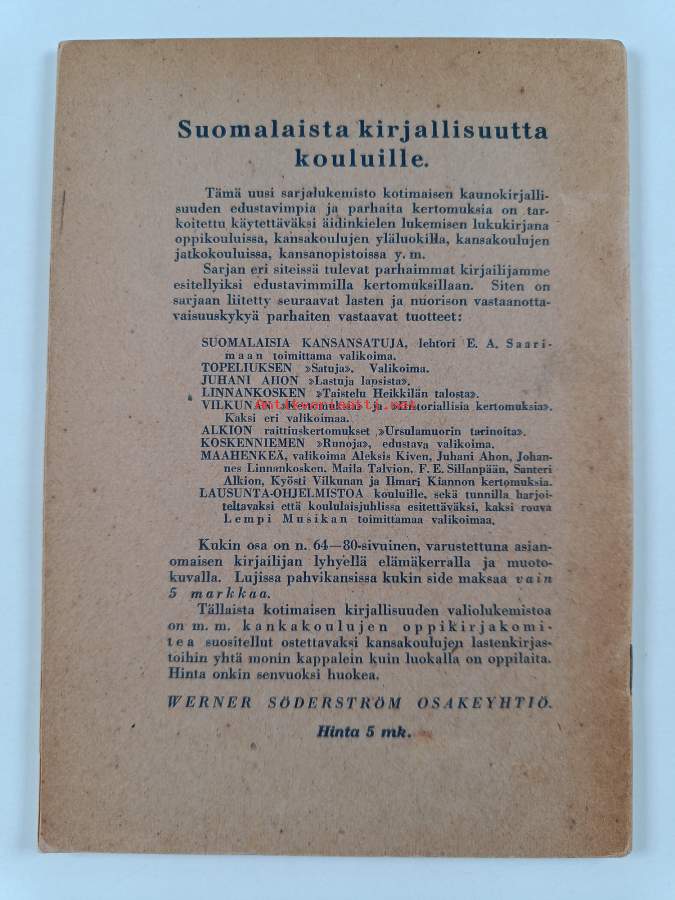 Suomalaista kirjallisuutta
kouluille.
Tämä uusi sarjalukemisto kotimaisen kaunokirjalli-
suuden edustavimpia ja parhaita kertomuksia on tar-
koitettu käytettäväksi äidinkielen lukemisen lukukirjana
oppikouluissa, kansakoulujen yläluokilla, kansakoulujen
jatkokouluissa, kansanopistoissa y. m.
Sarjan eri siteissä tulevat parhaimmat kirjailijamme
esitellyiksi edustavimmilla kertomuksillaan. Siten on
sarjaan liitetty seuraavat lasten ja nuorison vastaanotta-
vaisuuskykyä parhaiten vastaavat tuotteet:
SUOMALAISIA KANSANSATUJA, lehtori E. A. Saari-
maan toimittama valikoima.
TOPELIUKSEN »Satuja». Valikoima.
JUHANI AHON »Lastuja lapsista».
LINNANKOSKEN »Taistelu Heikkilän talosta».
VILKUNAN »Kertomuksia» ja »Historiallisia kertomuksia».
Kaksi eri valikoimaa.
ALKION raittiuskertomukset »Ursulamuorin tarinoita».
KOSKENNIEMEN »Runoja», edustava valikoima.
MAAHENKEÄ, valikoima Aleksis Kiven, Juhani Ahon, Johan-
nes Linnankosken, Maila Talvion, F. E. Sillanpään, Santeri
Alkion, Kyösti Vilkunan ja Ilmari Kiannon kertomuksia.
LAUSUNTA-OHJELMISTOA kouluille, sekä tunnilla harjoi-
teltavaksi että koululaisjuhlissa esitettäväksi, kaksi rouva
Lempi Musikan toimittamaa valikoimaa.
Kukin osa on n. 64—80-sivuinen, varustettuna asian-
omaisen kirjailijan lyhyellä elämäkerralla ja muoto-
kuvalla. Lujissa pahvikansissa kukin side maksaa vain
5 markkaa.
Tällaista kotimaisen kirjallisuuden valiolukemistoa
on m. m. kankakoulujen oppikirjakomi-
tea suositellut ostettavaksi kansakoulujen lastenkirjas-
toihin yhtä monin kappalein kuin luokalla on oppilaita.
Hinta onkin senvuoksi huokea.
WERNER SÖDERSTRÖM OSAKEYHTIÖ.
Hinta 5 mk.